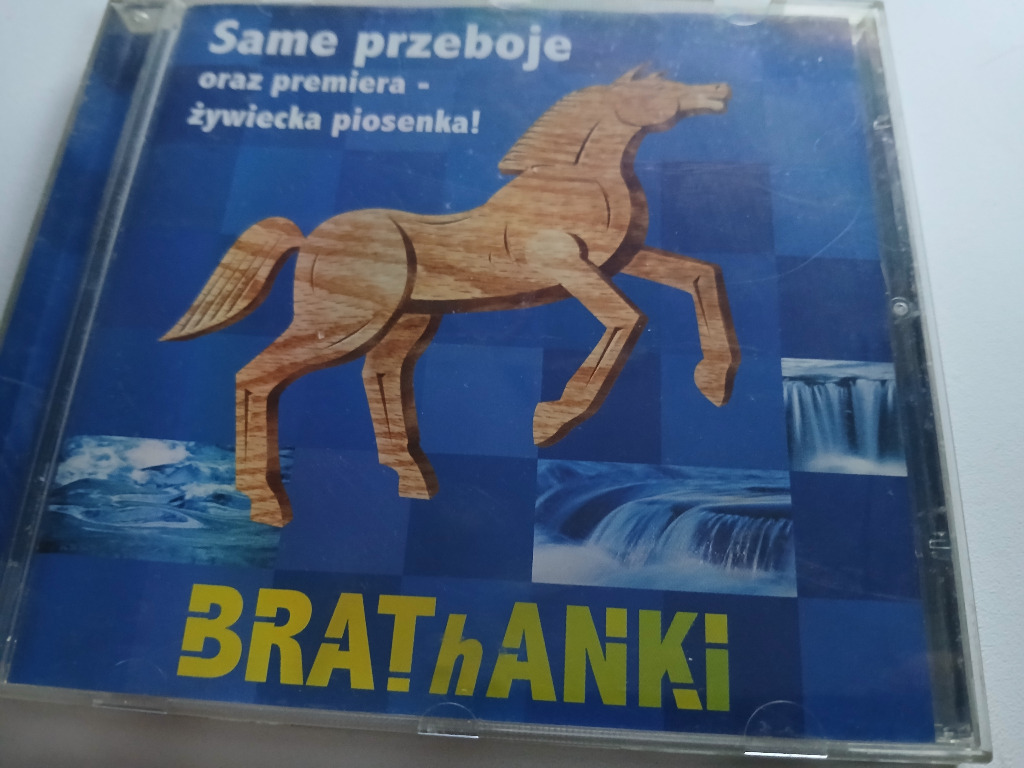 Same przeboje
oraz premiera -
żywiecka piosenka!
BRAThANKi